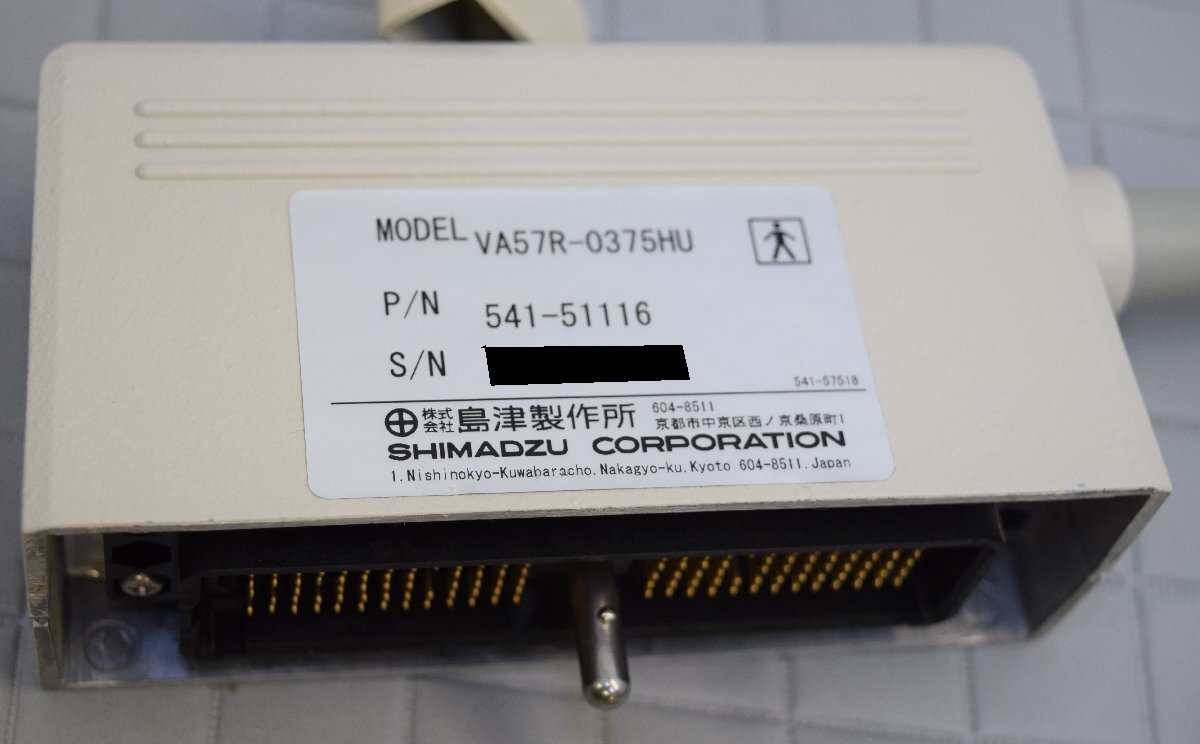 MODEL VA57R-0375HU
P/N 541-51116
S/N
541-57518
株式会社 島津製作所 604-8511
京都市中京区西ノ京桑原町1
SHIMADZU CORPORATION
1, Nishinokyo-Kuwabaracho, Nakagyo-ku, Kyoto 604-8511, Japan